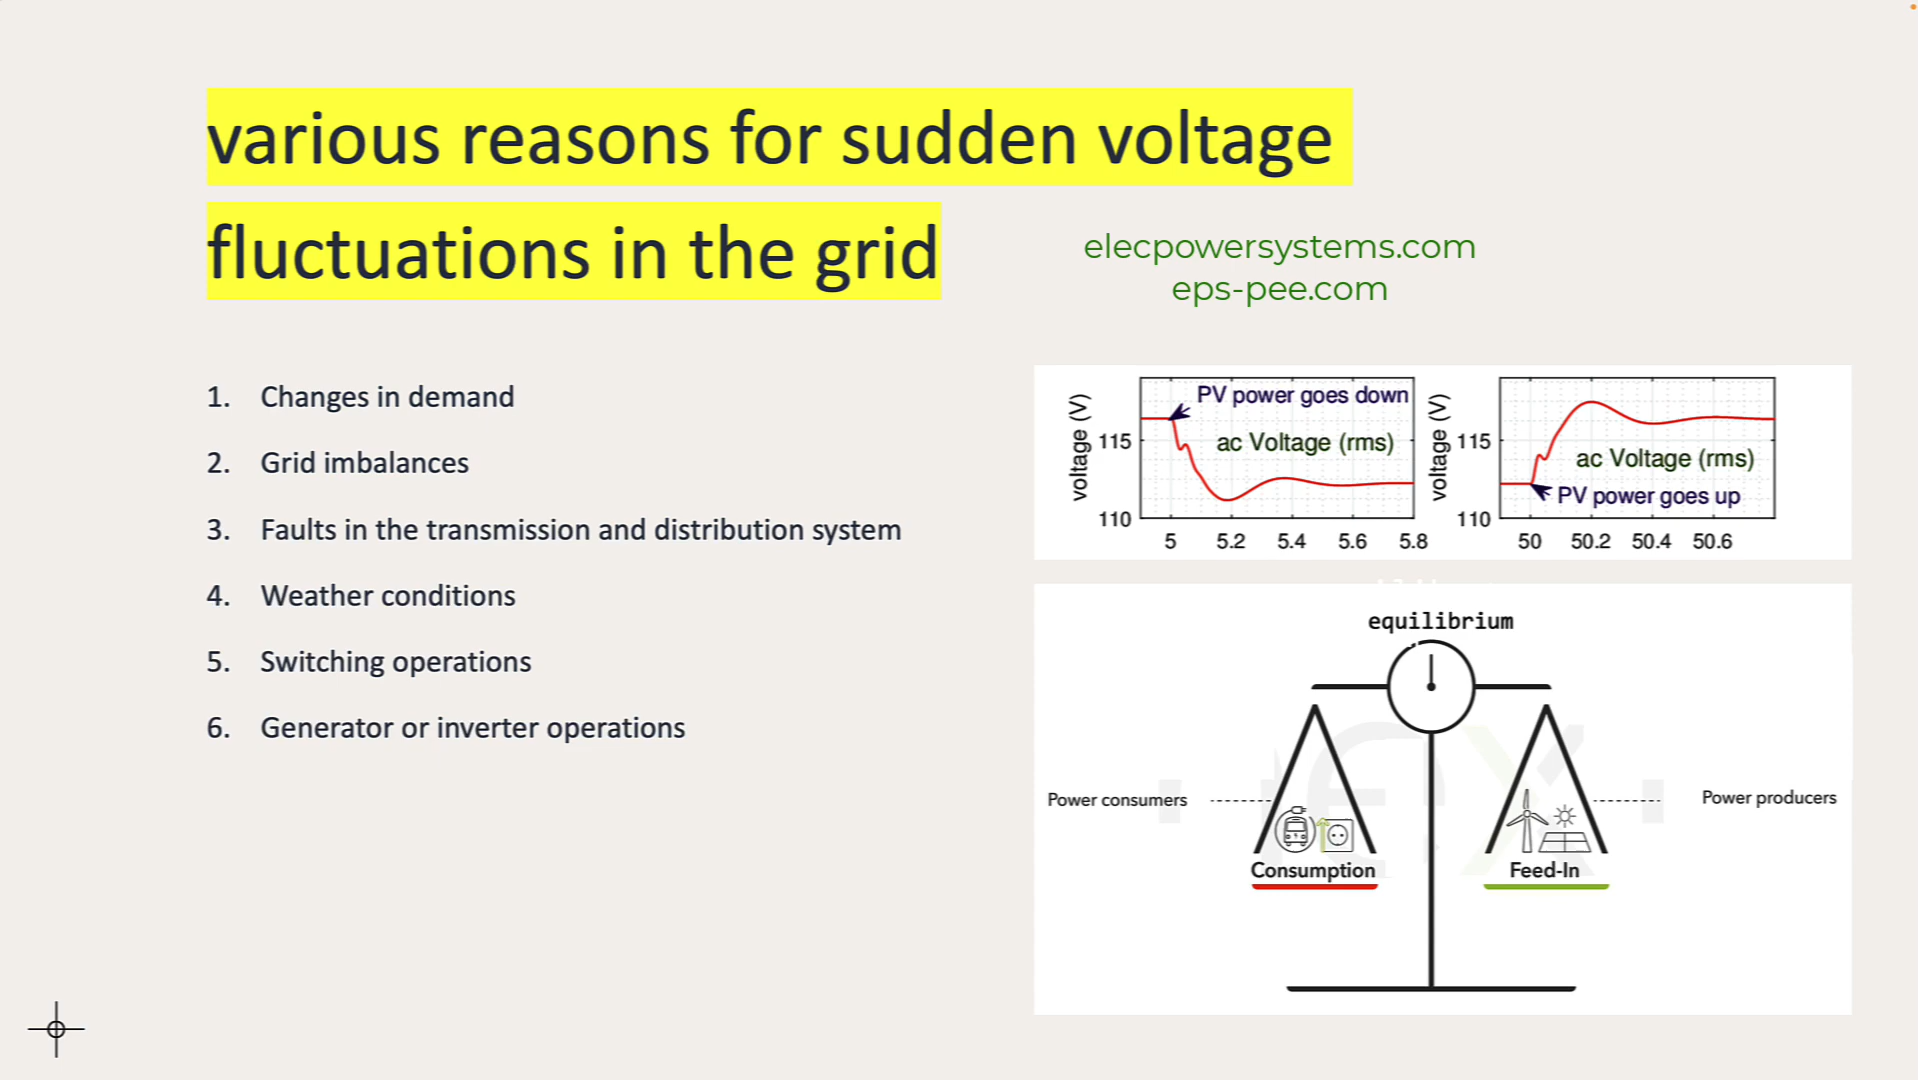 various reasons for sudden voltage
fluctuations in the grid
elecpowersystems.com
eps-pee.com
1. Changes in demand
2. Grid imbalances
3. Faults in the transmission and distribution system
4. Weather conditions
5. Switching operations
6. Generator or inverter operations
voltage (V)
115
110
PV power goes down
ac Voltage (rms)
5 5.2 5.4 5.6 5.8
voltage (V)
115
110
ac Voltage (rms)
PV power goes up
50 50.2 50.4 50.6
equilibrium
Power consumers
Power producers
Consumption
Feed-In